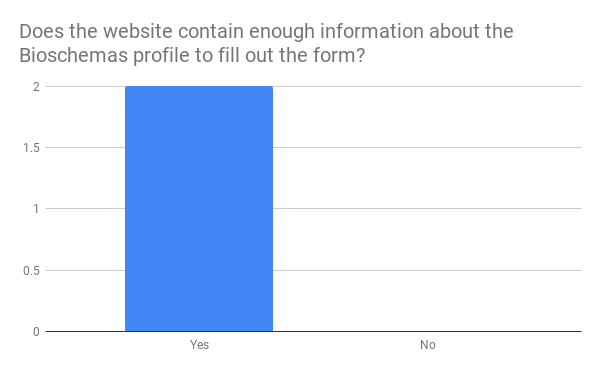 Does the website contain enough information about the
Bioschemas profile to fill out the form?
2
1.5
1
0.5
0
Yes No